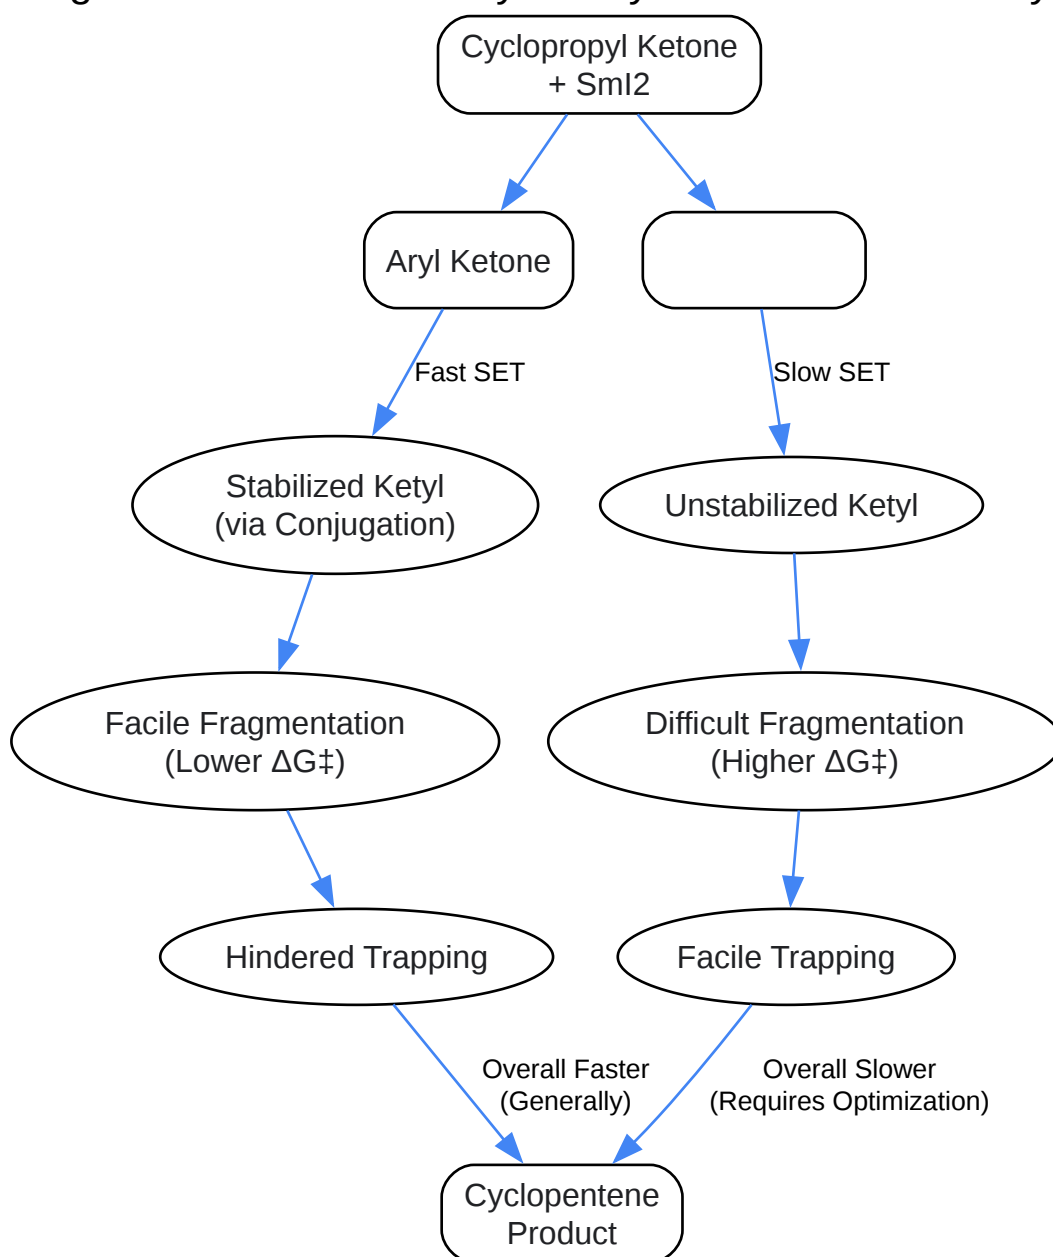 Cyclopropyl Ketone
+ SmI2
Aryl Ketone
Fast SET
Slow SET
Stabilized Ketyl
(via Conjugation)
Unstabilized Ketyl
Facile Fragmentation
(Lower ΔG‡)
Difficult Fragmentation
(Higher ΔG‡)
Hindered Trapping
Facile Trapping
Overall Faster
(Generally)
Overall Slower
(Requires Optimization)
Cyclopentene
Product